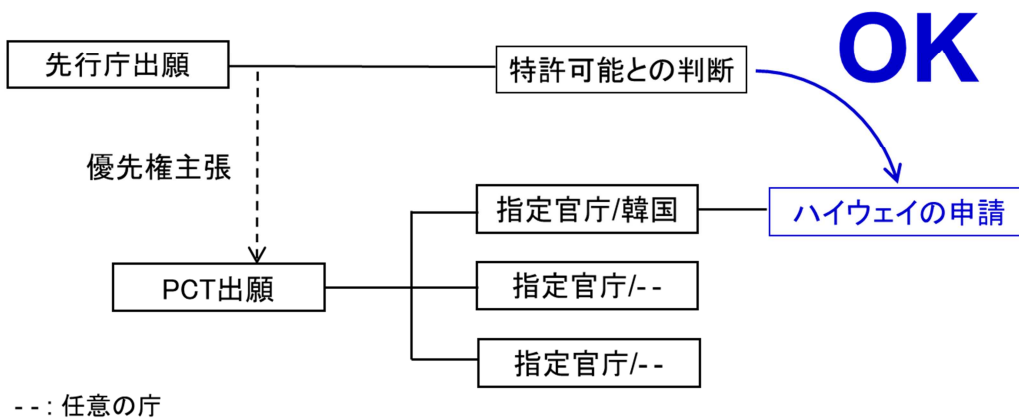 OK
先行庁出願
特許可能との判断
優先権主張
指定官庁/韓国
ハイウェイの申請
PCT出願
指定官庁/--
指定官庁/--
--：任意の庁